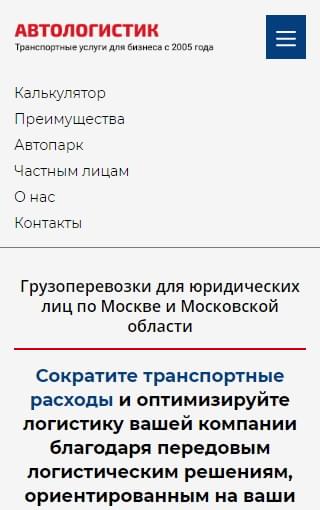 АВТОЛОГИСТИК
Транспортные услуги для бизнеса с 2005 года
Калькулятор
Преимущества
Автопарк
Частным лицам
О нас
Контакты
Грузоперевозки для юридических
лиц по Москве и Московской
области
Сократите транспортные
расходы и оптимизируйте
логистику вашей компании
благодаря передовым
логистическим решениям,
ориентированным на ваши